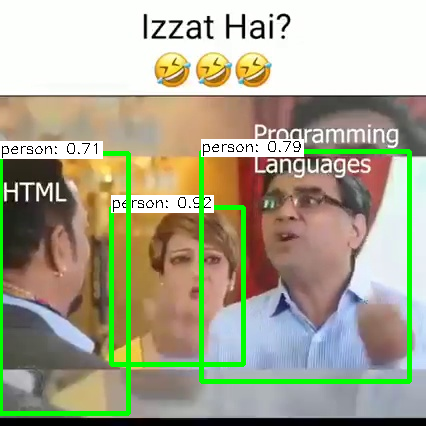 Izzat Hai?
🤣🤣🤣
Programming
Languages
HTML
person: 0.71
person: 0.79
person: 0.92